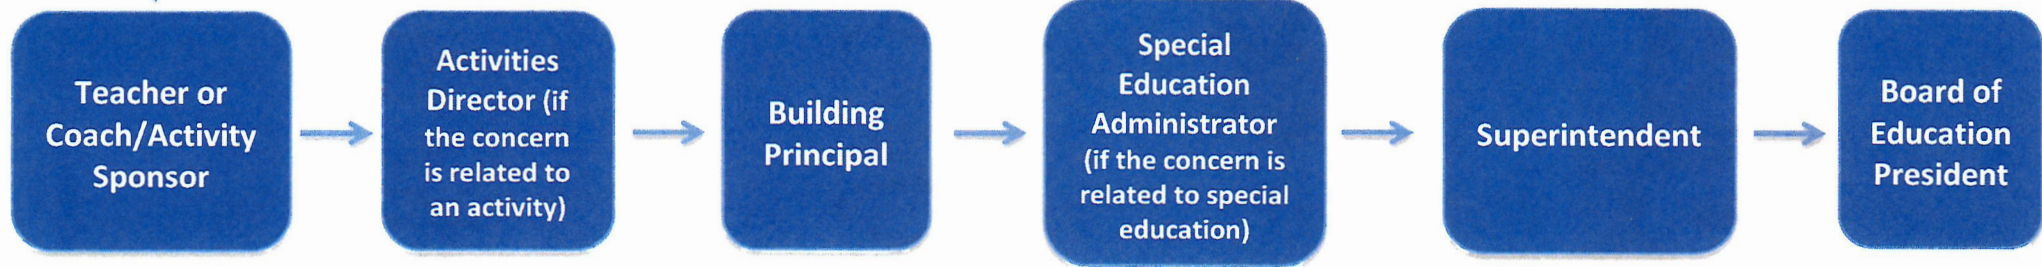 Teacher or
Coach/Activity
Sponsor
Activities
Director (if
the concern
is related to
an activity)
Building
Principal
Special
Education
Administrator
(if the concern is
related to special
education)
Superintendent
Board of
Education
President